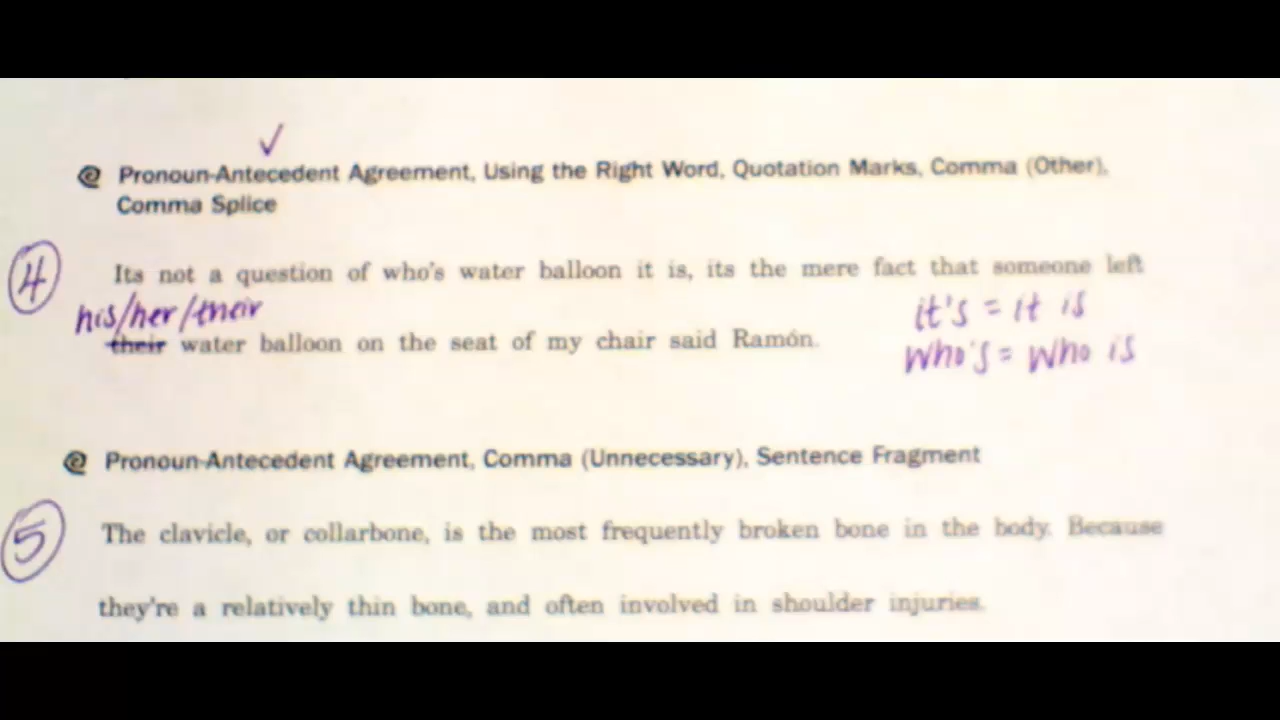 ✓
Pronoun-Antecedent Agreement, Using the Right Word, Quotation Marks, Comma (Other),
Comma Splice
4 Its not a question of who's water balloon it is, its the mere fact that someone left
his/her/their
it's = it is
their water balloon on the seat of my chair said Ramón.
who's = who is
Pronoun-Antecedent Agreement, Comma (Unnecessary), Sentence Fragment
5 The clavicle, or collarbone, is the most frequently broken bone in the body. Because
they're a relatively thin bone, and often involved in shoulder injuries.